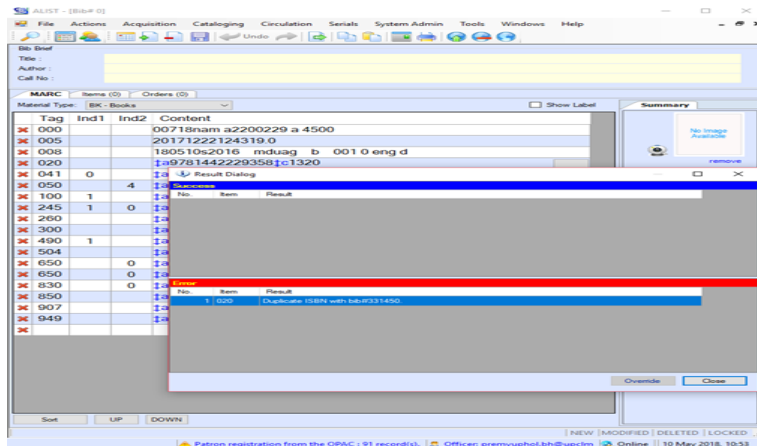 ALIST - [Bib# 0]
File Actions Acquisition Cataloging Circulation Serials System Admin Tools Windows Help
Undo
Bib Brief
Title :
Author :
Call No :
MARC Items (0) Orders (0)
Material Type: BK - Books Show Label
Summary
Tag Ind1 Ind2 Content
No Image Available
remove
000 00718nam a2200229 a 4500
005 20171222124319.0
008 180510s2016 mduag b 001 0 eng d
020 ‡a9781442229358‡c1320
041 0 ‡a
050 4 ‡a
100 1 ‡a
245 1 0 ‡a
260 ‡a
300 ‡a
490 1 ‡a
504 ‡a
650 0 ‡a
650 0 ‡a
830 0 ‡a
850 ‡a
907 ‡a
949 ‡a
Result Dialog
Success
No. Item Result
Error
No. Item Result
1 020 Duplicate ISBN with bib#331450.
Override Close
Sort UP DOWN
NEW MODIFIED DELETED LOCKED
Patron registration from the OPAC : 91 record(s). Officer: premyuphol.bh@upclm Online 10 May 2018, 10:53